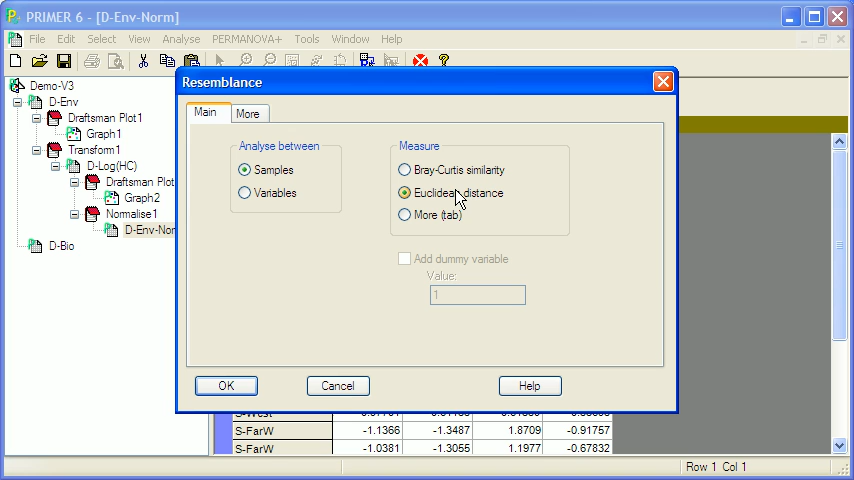 PRIMER 6 - [D-Env-Norm]
File Edit Select View Analyse PERMANOVA+ Tools Window Help
Demo-V3
D-Env
Draftsman Plot1
Graph1
Transform1
D-Log(HC)
Draftsman Plot
Graph2
Normalise1
D-Env-Nor
D-Bio
Resemblance
Main More
Analyse between
Samples
Variables
Measure
Bray-Curtis similarity
Euclidean distance
More (tab)
Add dummy variable
Value:
1
OK Cancel Help
S-West
S-FarW -1.1366 -1.3487 1.8709 -0.91757
S-FarW -1.0381 -1.3055 1.1977 -0.67832
Row 1 Col 1